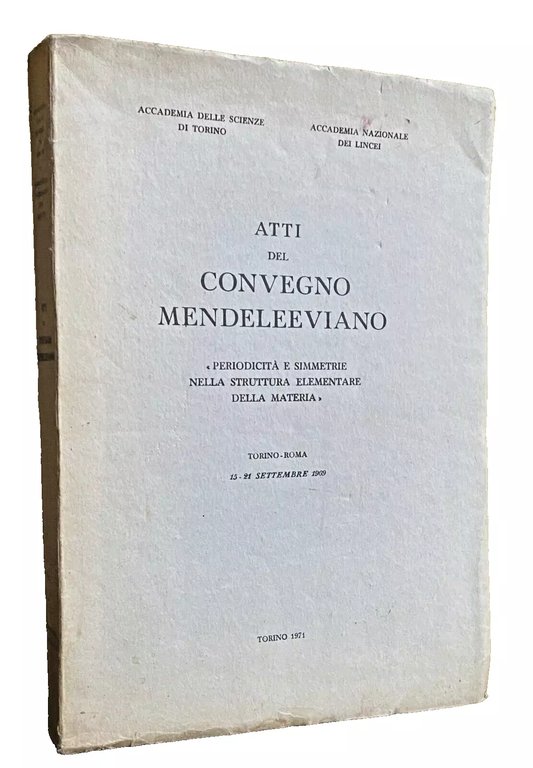 ACCADEMIA DELLE SCIENZE
DI TORINO
ACCADEMIA NAZIONALE
DEI LINCEI
ATTI
DEL
CONVEGNO
MENDELEEVIANO
« PERIODICITÀ E SIMMETRIE
NELLA STRUTTURA ELEMENTARE
DELLA MATERIA »
TORINO - ROMA
15 - 21 SETTEMBRE 1969
TORINO 1971